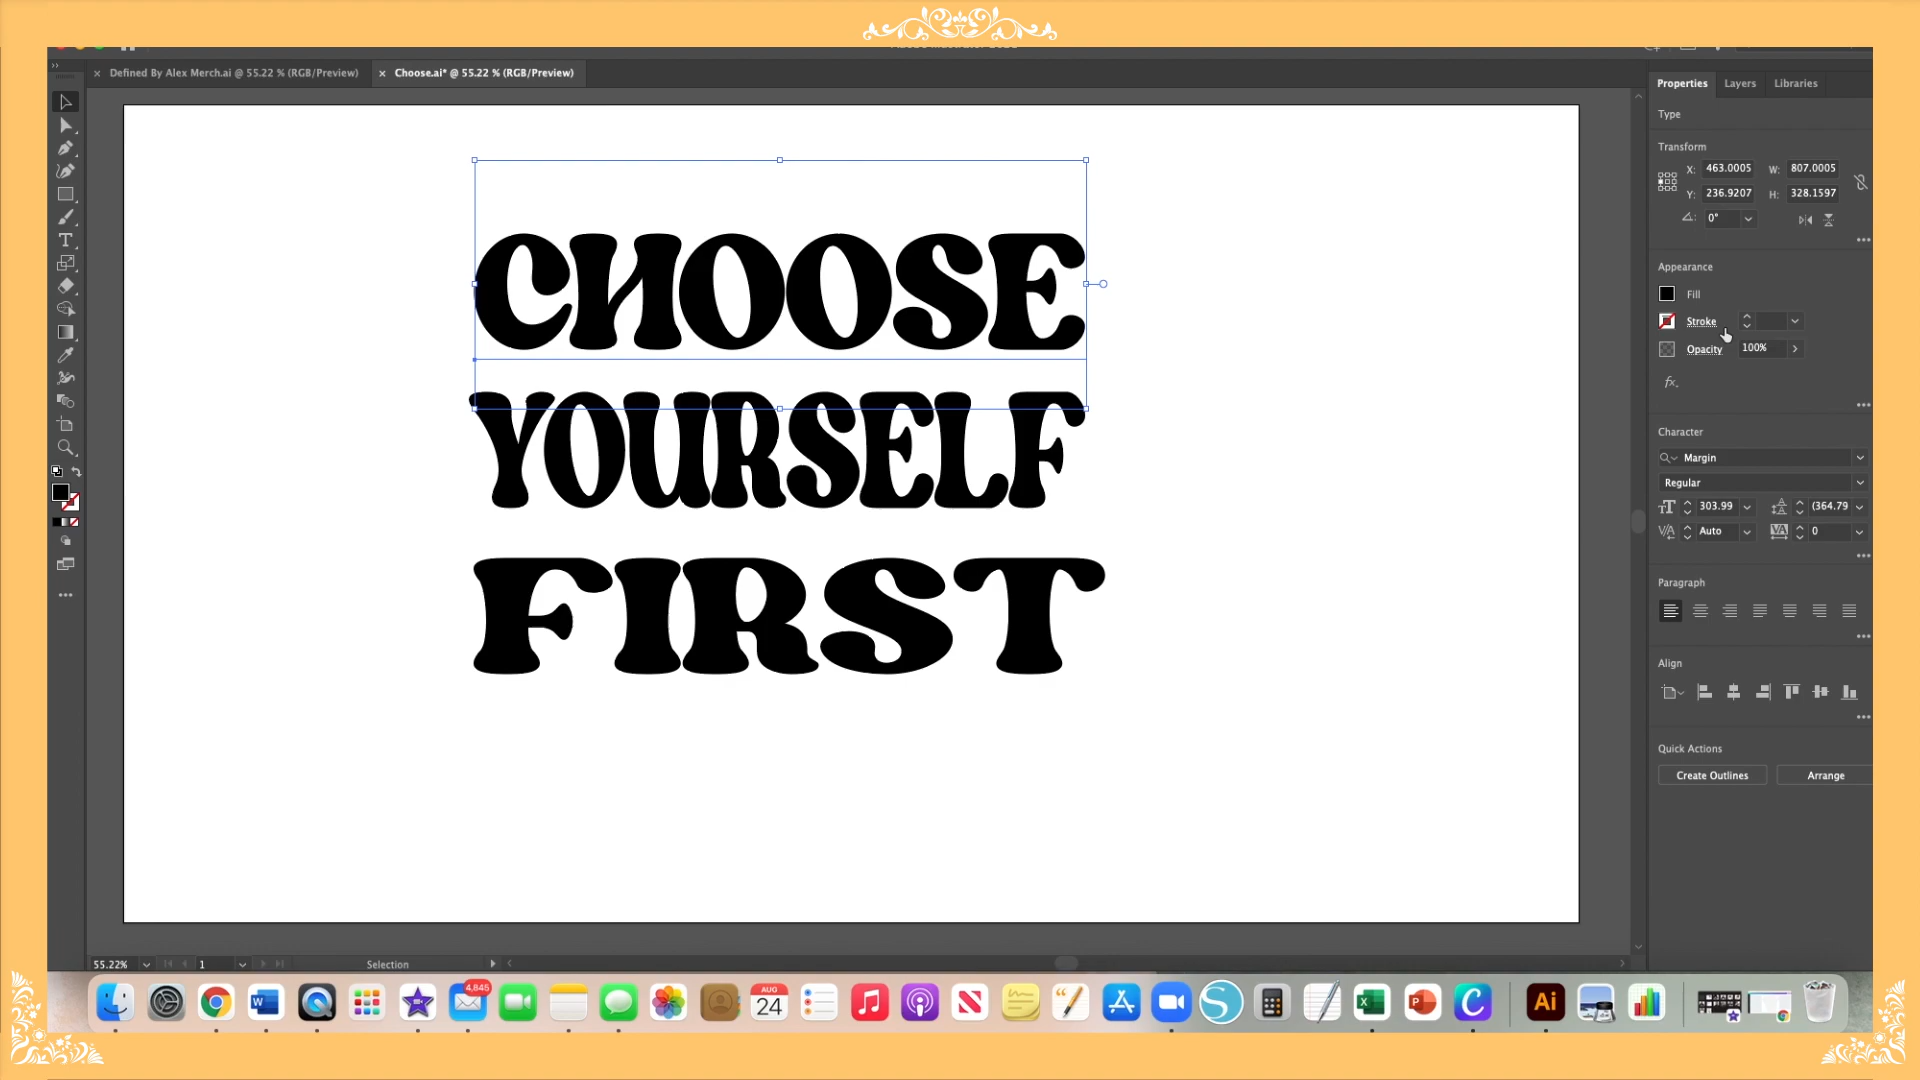 Defined By Alex Merch.ai @ 55.22 % (RGB/Preview)
Choose.ai* @ 55.22 % (RGB/Preview)
CHOOSE
YOURSELF
FIRST
Properties Layers Libraries
Type
Transform
X: 463.0005 W: 807.0005
Y: 236.9207 H: 328.1597
0°
Appearance
Fill
Stroke
Opacity 100%
fx.
Character
Margin
Regular
303.99 (364.79
Auto 0
Paragraph
Align
Quick Actions
Create Outlines Arrange
55.22% 1 Selection
4,845
AUG
24
Ai